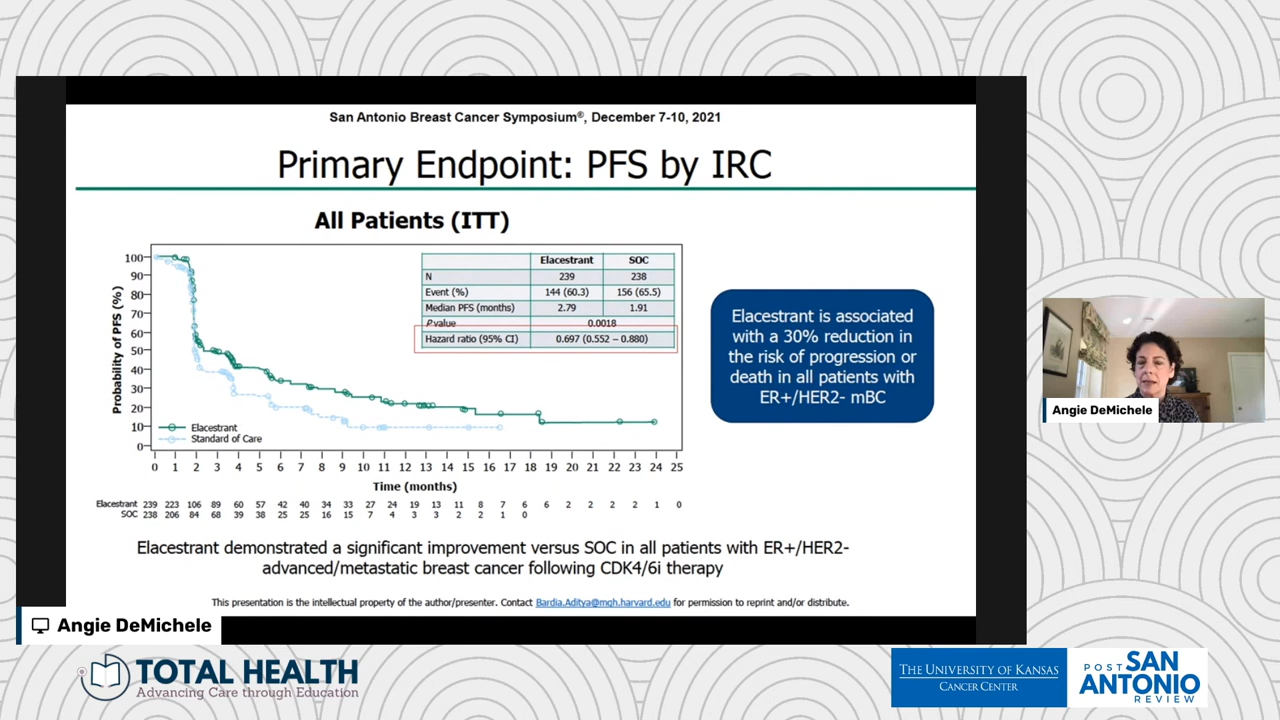 San Antonio Breast Cancer Symposium®, December 7-10, 2021
Primary Endpoint: PFS by IRC
All Patients (ITT)
Elacestrant SOC
N 239 238
Event (%) 144 (60.3) 156 (65.5)
Median PFS (months) 2.79 1.91
P value 0.0018
Hazard ratio (95% CI) 0.697 (0.552 – 0.880)
Probability of PFS (%)
100
90
80
70
60
50
40
30
20
10
0
Elacestrant
Standard of Care
0 1 2 3 4 5 6 7 8 9 10 11 12 13 14 15 16 17 18 19 20 21 22 23 24 25
Time (months)
Elacestrant 239 223 106 89 60 57 42 40 34 33 27 24 19 13 11 8 7 6 6 2 2 2 2 1 0
SOC 238 206 84 68 39 38 25 25 16 15 7 4 3 3 2 2 1 0
Elacestrant is associated
with a 30% reduction in
the risk of progression or
death in all patients with
ER+/HER2- mBC
Elacestrant demonstrated a significant improvement versus SOC in all patients with ER+/HER2-
advanced/metastatic breast cancer following CDK4/6i therapy
This presentation is the intellectual property of the author/presenter. Contact Bardia.Aditya@mgh.harvard.edu for permission to reprint and/or distribute.
Angie DeMichele
Angie DeMichele
TOTAL HEALTH
Advancing Care through Education
THE UNIVERSITY OF KANSAS
CANCER CENTER
POST
SAN
ANTONIO
REVIEW